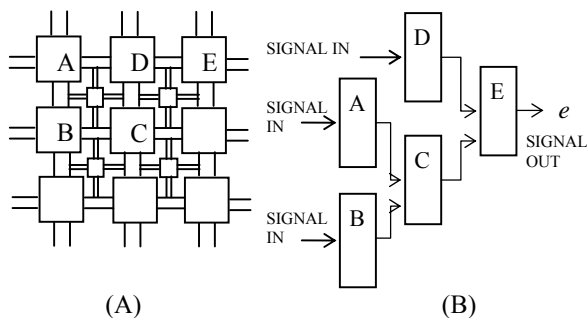 A D E
B C
(A)
SIGNAL IN
D
SIGNAL
IN
A
E
e
SIGNAL
OUT
C
SIGNAL
IN
B
(B)